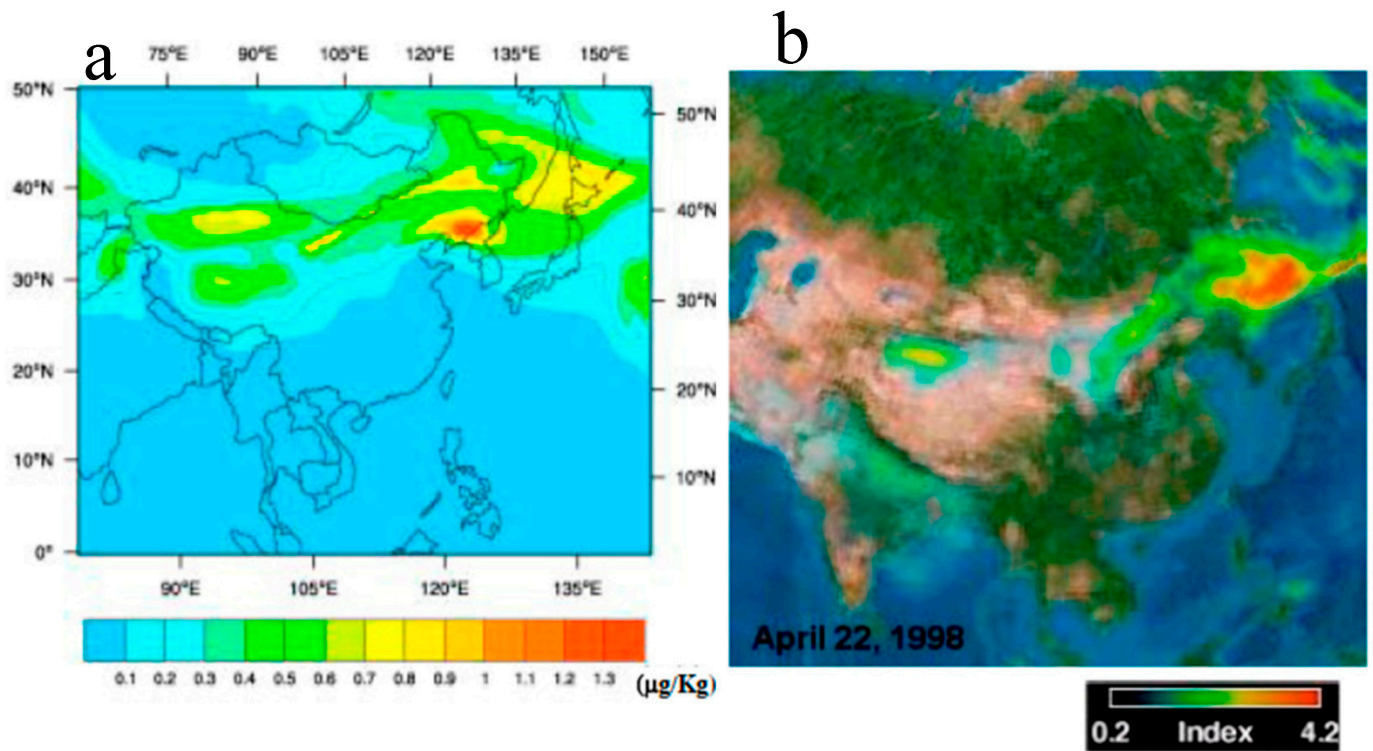 a
b
75°E 90°E 105°E 120°E 135°E 150°E
50°N
40°N
30°N
20°N
10°N
0°
50°N
40°N
30°N
20°N
10°N
90°E 105°E 120°E 135°E
0.1 0.2 0.3 0.4 0.5 0.6 0.7 0.8 0.9 1 1.1 1.2 1.3 (µg/Kg)
April 22, 1998
0.2 Index 4.2